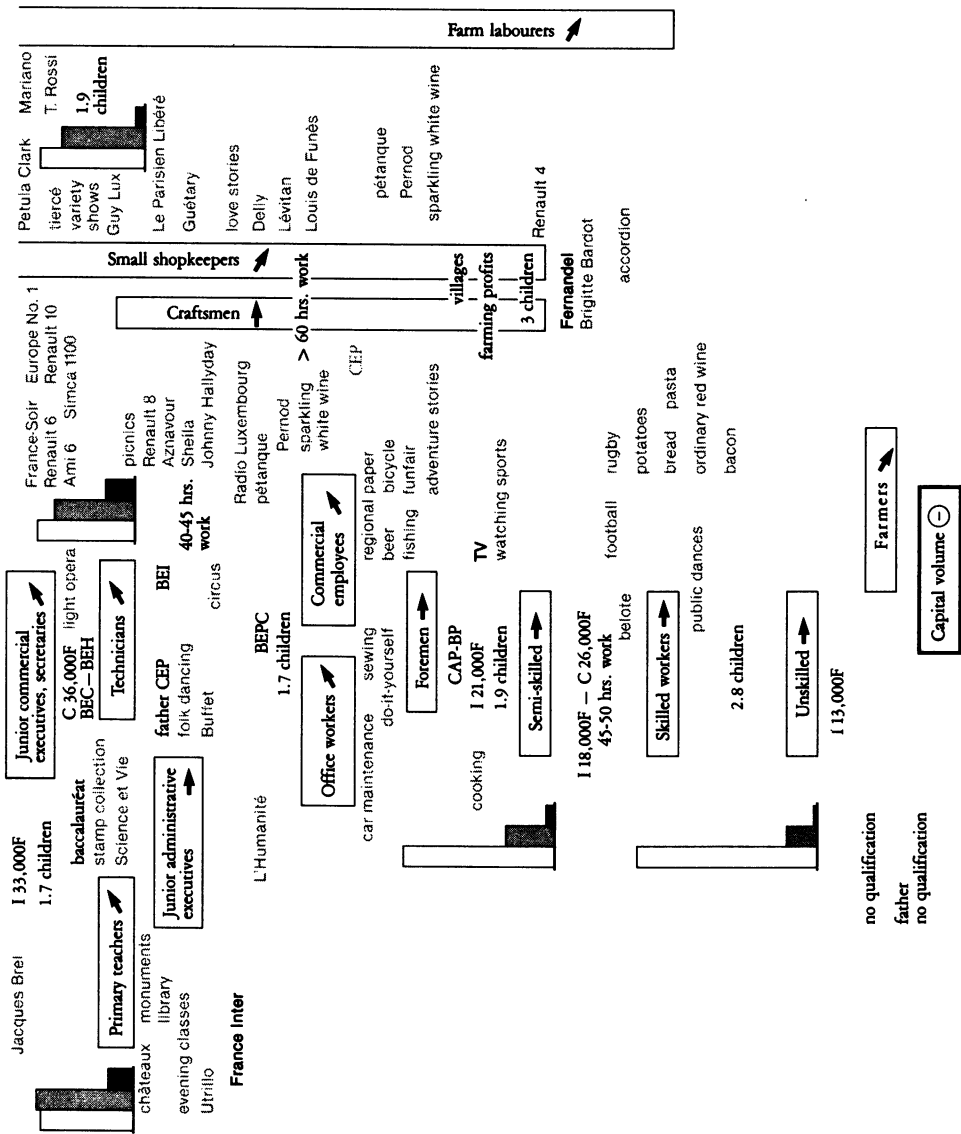 Jacques Brel
I 33,000F
1.7 children
Junior commercial
executives, secretaries
baccalauréat
stamp collection
Science et Vie
C 36,000F
BEC – BEH
light opera
France-Soir Europe No. 1
Renault 6 Renault 10
Ami 6 Simca 1100
Petula Clark Mariano
tiercé T. Rossi
variety
shows
Guy Lux
1.9
children
Primary teachers
Technicians
Craftsmen
Small shopkeepers
Farm labourers
châteaux monuments
library
evening classes
Utrillo
France Inter
Junior administrative
executives
father CEP
folk dancing
Buffet
BEI
circus
picnics
Renault 8
Aznavour
Sheila
Johnny Hallyday
40-45 hrs.
work
Le Parisien Libéré
Guétary
love stories
Delly
Lévitan
Louis de Funès
L'Humanité
BEPC
1.7 children
Radio Luxembourg
pétanque
Pernod
sparkling
white wine
> 60 hrs. work
CEP
Office workers
Commercial
employees
car maintenance sewing
do-it-yourself
regional paper
beer bicycle
fishing funfair
adventure stories
pétanque
Pernod
sparkling white wine
Foremen
cooking
CAP-BP
I 21,000F
1.9 children
TV
watching sports
villages
farming profits
3 children
Renault 4
Semi-skilled
Fernandel
Brigitte Bardot
accordion
I 18,000F – C 26,000F
45-50 hrs. work
belote
football rugby
potatoes
bread pasta
ordinary red wine
bacon
Skilled workers
public dances
2.8 children
Unskilled
I 13,000F
no qualification
father
no qualification
Farmers
Capital volume ⊖